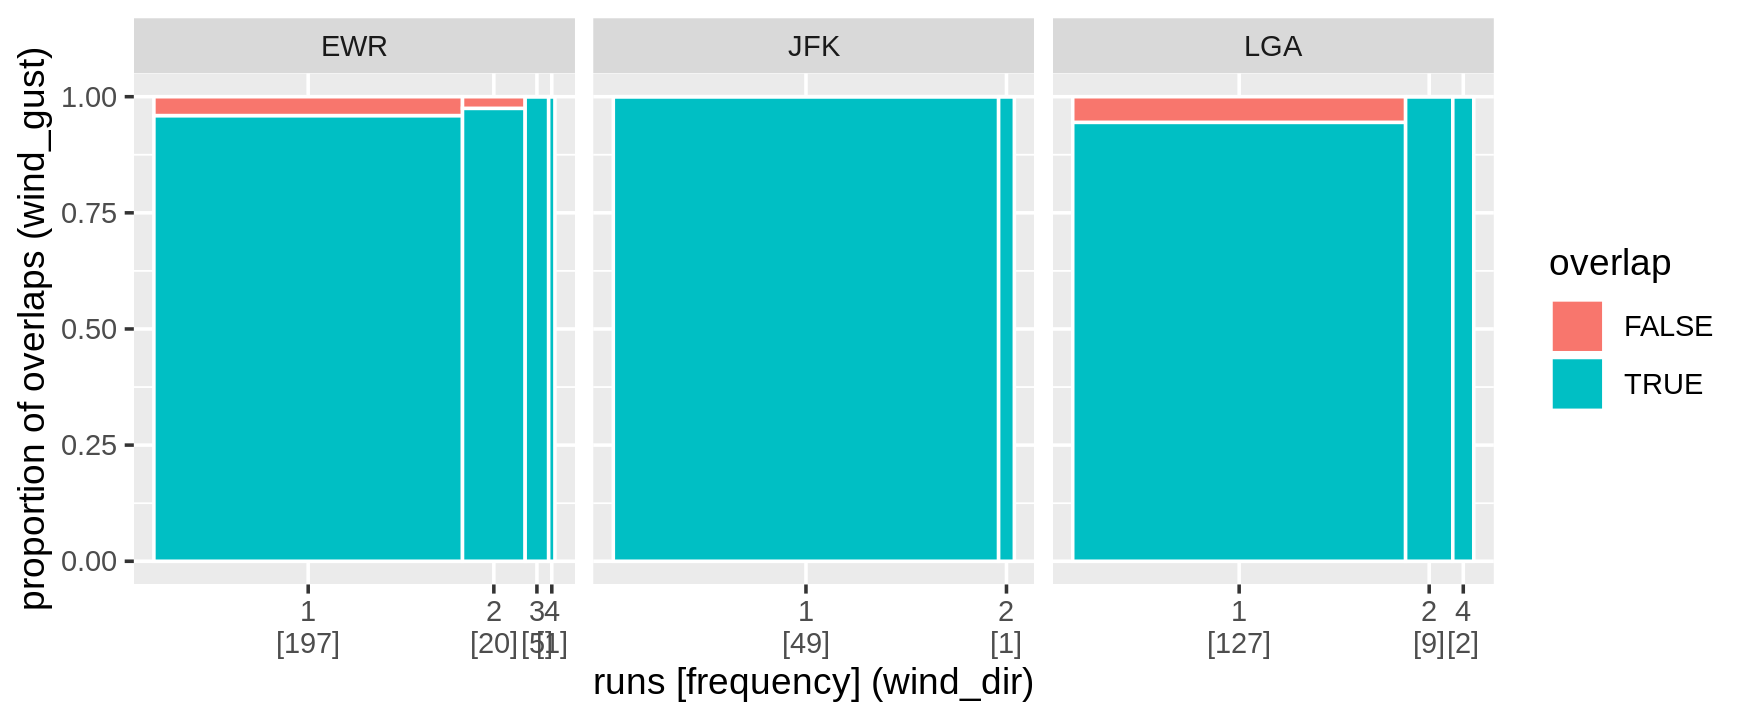 EWR JFK LGA
proportion of overlaps (wind_gust)
1.00
0.75
0.50
0.25
0.00
1 2 3 4 1 2 1 2 4
[197] [20] [5] [1] [49] [1] [127] [9] [2]
runs [frequency] (wind_dir)
overlap
FALSE
TRUE